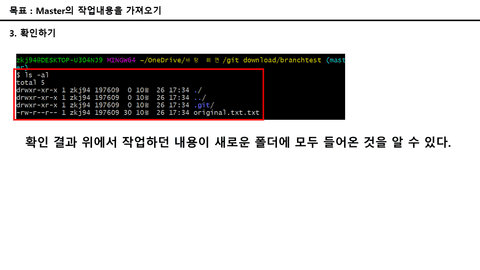 목표 : Master의 작업내용을 가져오기
3. 확인하기
zkj94@DESKTOP-U3G4NJ9 MINGW64 ~/OneDrive/바탕 화면/git download/branchtest (mast
er)
$ ls -al
total 5
drwxr-xr-x 1 zkj94 197609 0 10월 26 17:34 ./
drwxr-xr-x 1 zkj94 197609 0 10월 26 17:34 ../
drwxr-xr-x 1 zkj94 197609 0 10월 26 17:34 .git/
-rw-r--r-- 1 zkj94 197609 30 10월 26 17:34 original.txt.txt
확인 결과 위에서 작업하던 내용이 새로운 폴더에 모두 들어온 것을 알 수 있다.